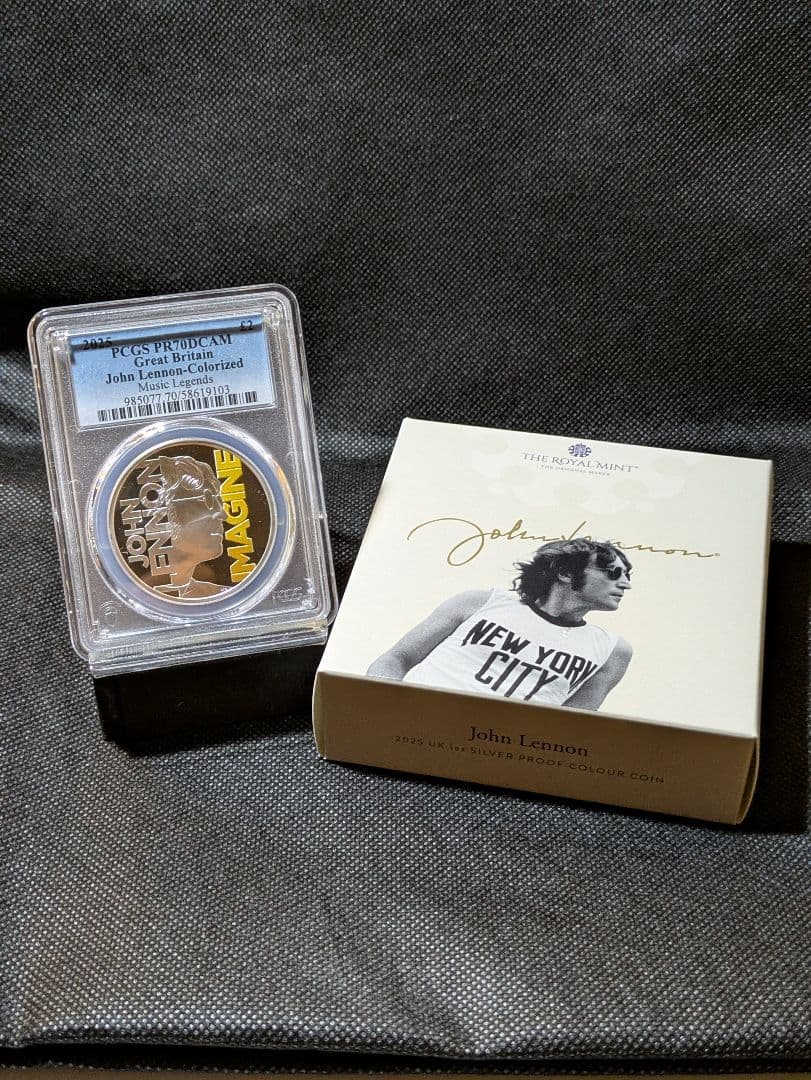 2025 £2
PCGS PR70DCAM
Great Britain
John Lennon-Colorized
Music Legends
985077.70/58619103
JOHN
LENNON
IMAGINE
PCGS
THE ROYAL MINT®
THE ORIGINAL MAKER
John Lennon
NEW YORK
CITY
John Lennon
2025 UK 1oz SILVER PROOF COLOUR COIN